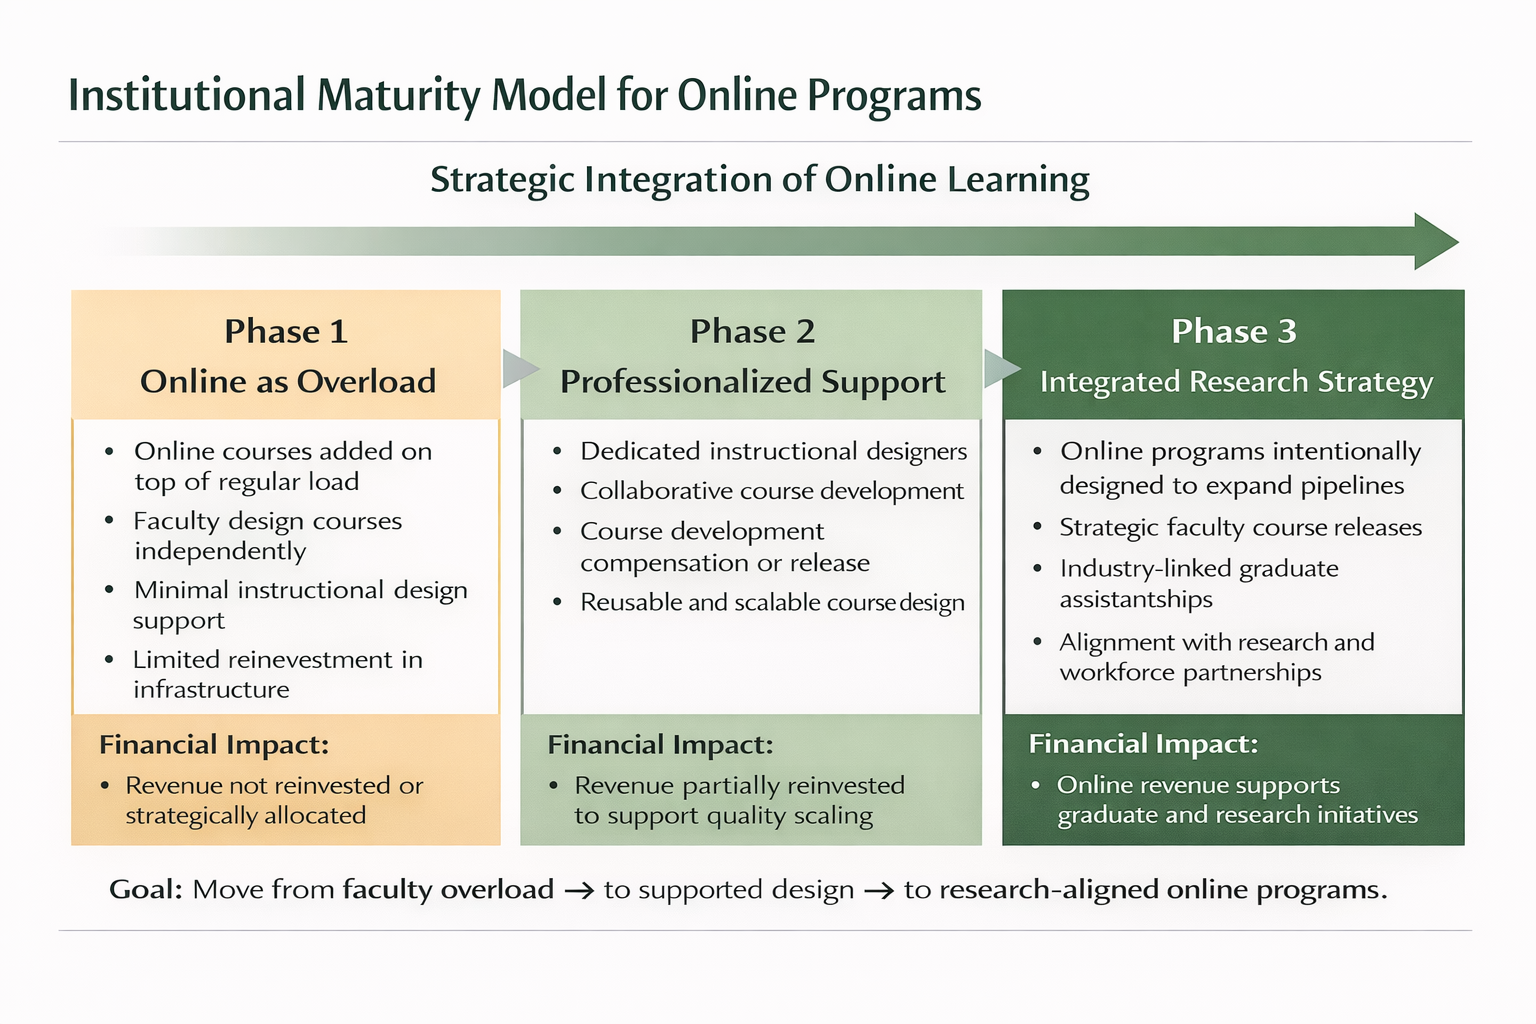 Institutional Maturity Model for Online Programs
Strategic Integration of Online Learning
Phase 1
Online as Overload
• Online courses added on
top of regular load
• Faculty design courses
independently
• Minimal instructional design
support
• Limited reinevestment in
infrastructure
Financial Impact:
• Revenue not reinvested or
strategically allocated
Phase 2
Professionalized Support
• Dedicated instructional designers
• Collaborative course development
• Course development
compensation or release
• Reusable and scalable course design
Financial Impact:
• Revenue partially reinvested
to support quality scaling
Phase 3
Integrated Research Strategy
• Online programs intentionally
designed to expand pipelines
• Strategic faculty course releases
• Industry-linked graduate
assistantships
• Alignment with research and
workforce partnerships
Financial Impact:
• Online revenue supports
graduate and research initiatives
Goal: Move from faculty overload → to supported design → to research-aligned online programs.